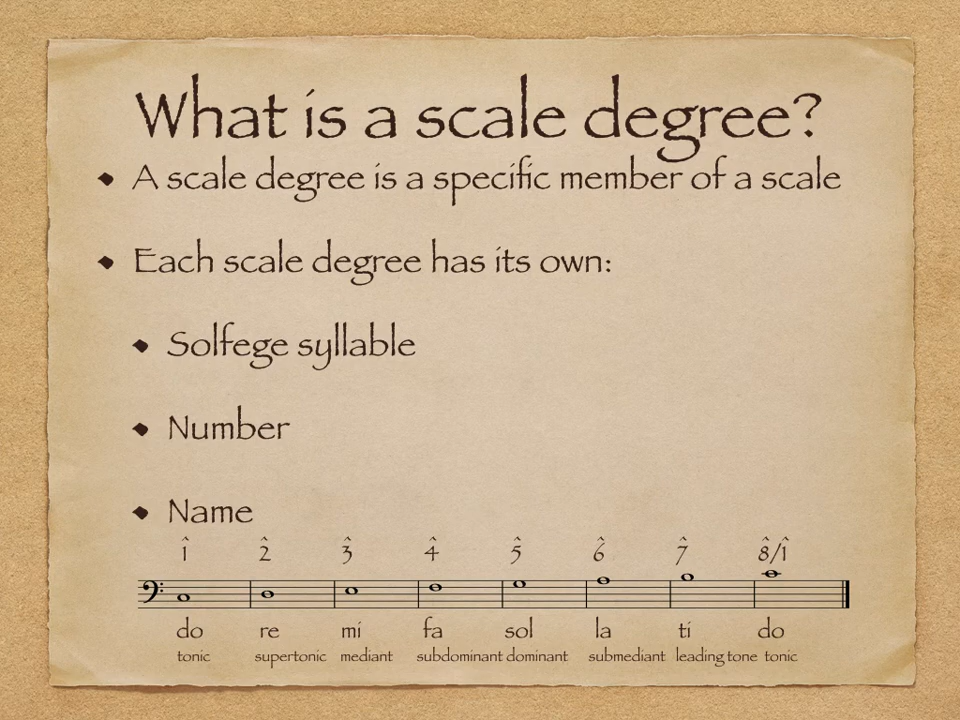 What is a scale degree?
• A scale degree is a specific member of a scale
• Each scale degree has its own:
• Solfege syllable
• Number
• Name
1̂ 2̂ 3̂ 4̂ 5̂ 6̂ 7̂ 8̂/1̂
do re mi fa sol la ti do
tonic supertonic mediant subdominant dominant submediant leading tone tonic